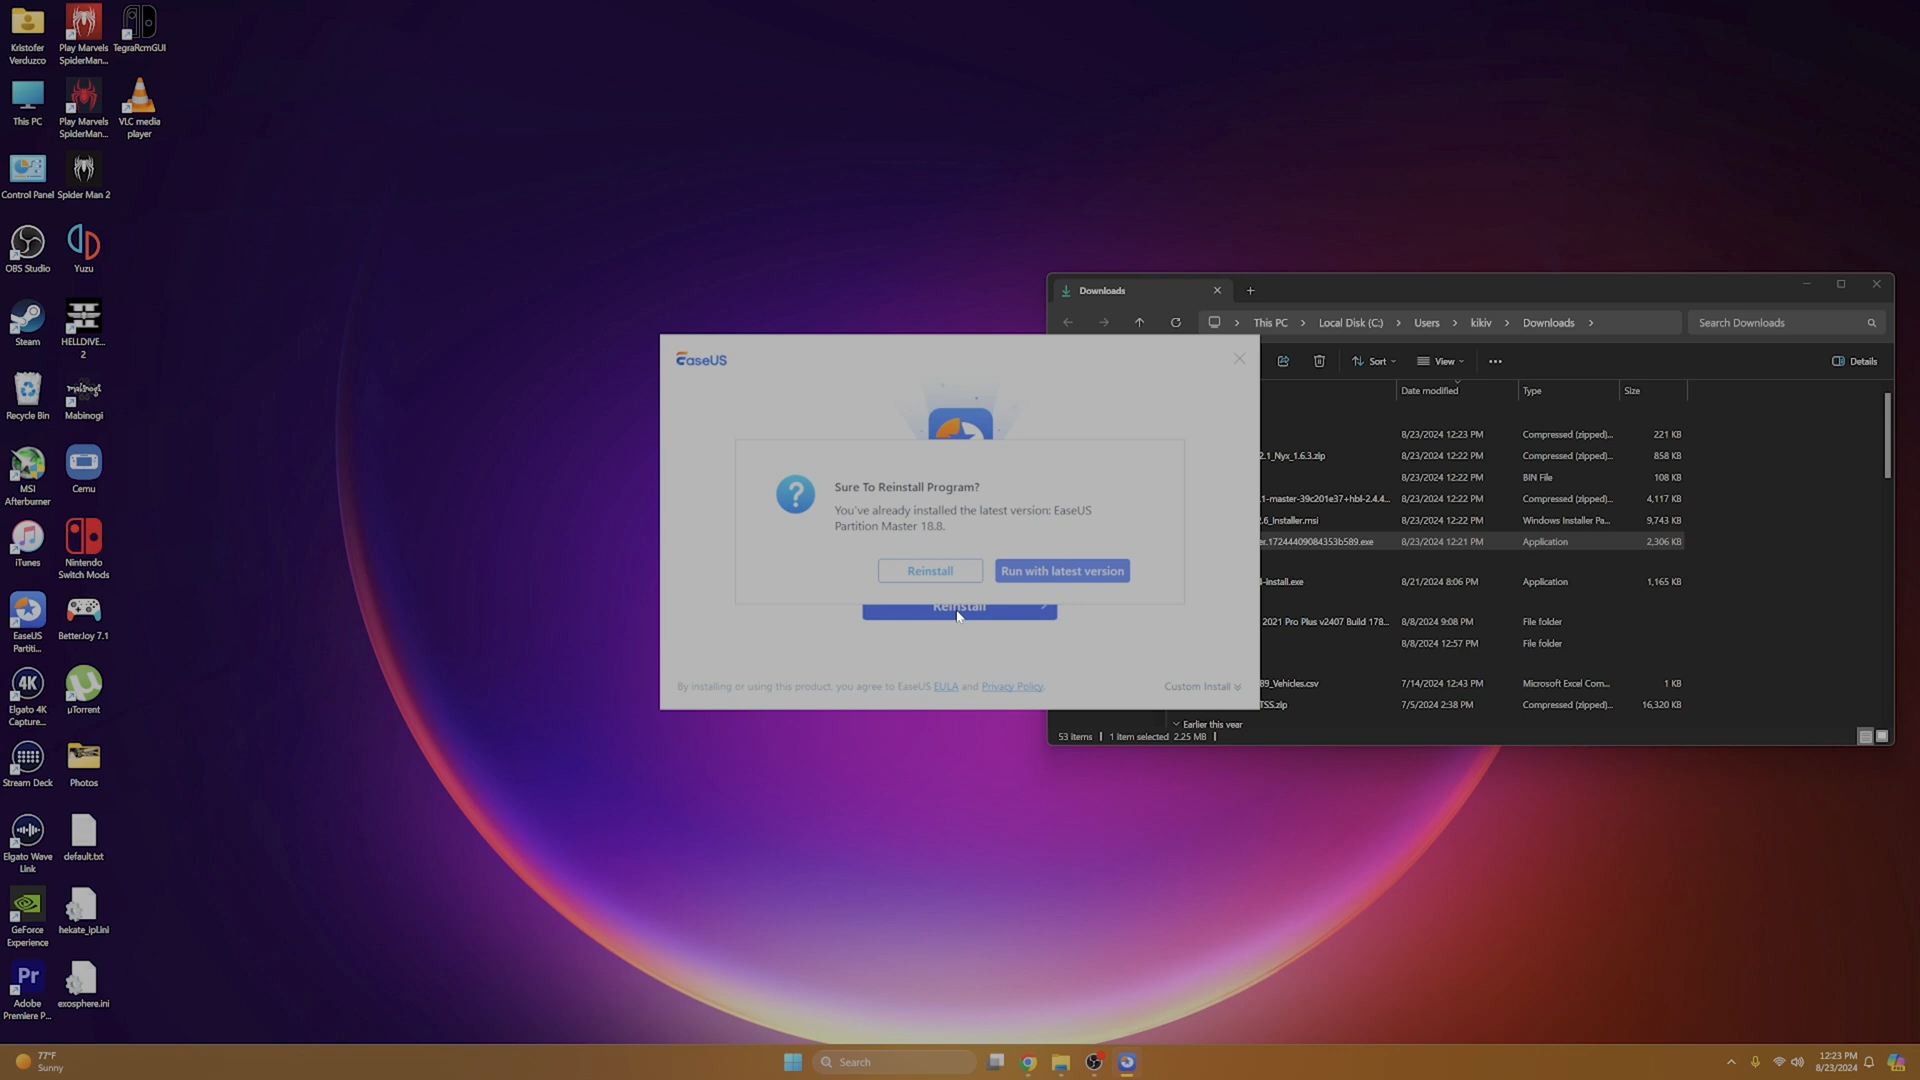 Kristofer
Verduzco
Play Marvels
SpiderMan...
TegraRcmGUI
This PC
Play Marvels
SpiderMan...
VLC media
player
Control Panel
Spider Man 2
OBS Studio
Yuzu
Steam
HELLDIVE...
2
Recycle Bin
Mabinogi
MSI
Afterburner
Cemu
iTunes
Nintendo
Switch Mods
EaseUS
Partiti...
BetterJoy 7.1
4K
Elgato 4K
Capture...
µTorrent
Stream Deck
Photos
Elgato Wave
Link
default.txt
GeForce
Experience
hekate_ipl.ini
Pr
Adobe
Premiere P...
exosphere.ini
Downloads
This PC
Local Disk (C:)
Users
kikiv
Downloads
Search Downloads
Sort
View
Details
Date modified
Type
Size
8/23/2024 12:23 PM Compressed (zipped)... 221 KB
2.1_Nyx_1.6.3.zip 8/23/2024 12:22 PM Compressed (zipped)... 858 KB
8/23/2024 12:22 PM BIN File 108 KB
.1-master-39c201e37+hbl-2.4.4... 8/23/2024 12:22 PM Compressed (zipped)... 4,117 KB
.6_Installer.msi 8/23/2024 12:22 PM Windows Installer Pa... 9,743 KB
er.17244409084353b589.exe 8/23/2024 12:21 PM Application 2,306 KB
-install.exe 8/21/2024 8:06 PM Application 1,165 KB
2021 Pro Plus v2407 Build 178... 8/8/2024 9:08 PM File folder
8/8/2024 12:57 PM File folder
89_Vehicles.csv 7/14/2024 12:43 PM Microsoft Excel Com... 1 KB
TSS.zip 7/5/2024 2:38 PM Compressed (zipped)... 16,320 KB
Earlier this year
53 items 1 item selected 2.25 MB
EaseUS
Sure To Reinstall Program?
You've already installed the latest version: EaseUS
Partition Master 18.8.
Reinstall
Run with latest version
Reinstall
By installing or using this product, you agree to EaseUS EULA and Privacy Policy.
Custom Install
77°F
Sunny
Search
12:23 PM
8/23/2024